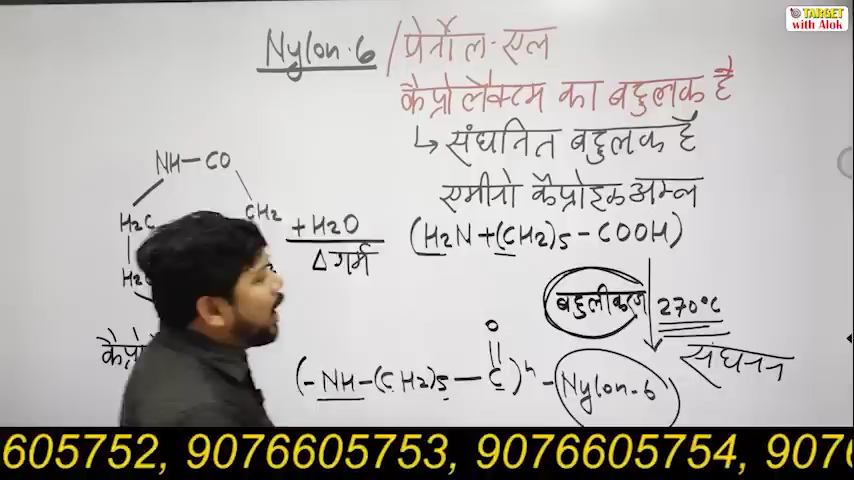 TARGET
with Alok
Nylon-6 / पेर्लोल-एल
कैप्रोलैक्टम का बहुलक है
↳ संघनित बहुलक है
NH — CO
एमीनो कैप्रोइक अम्ल
H2C
CH2
+H2O
Δ गर्म
(H2N+(CH2)5-COOH)
बहुलीकरण
270°C
संघनन
O
(-NH-(CH2)5—C)n - Nylon-6
605752, 9076605753, 9076605754, 9076